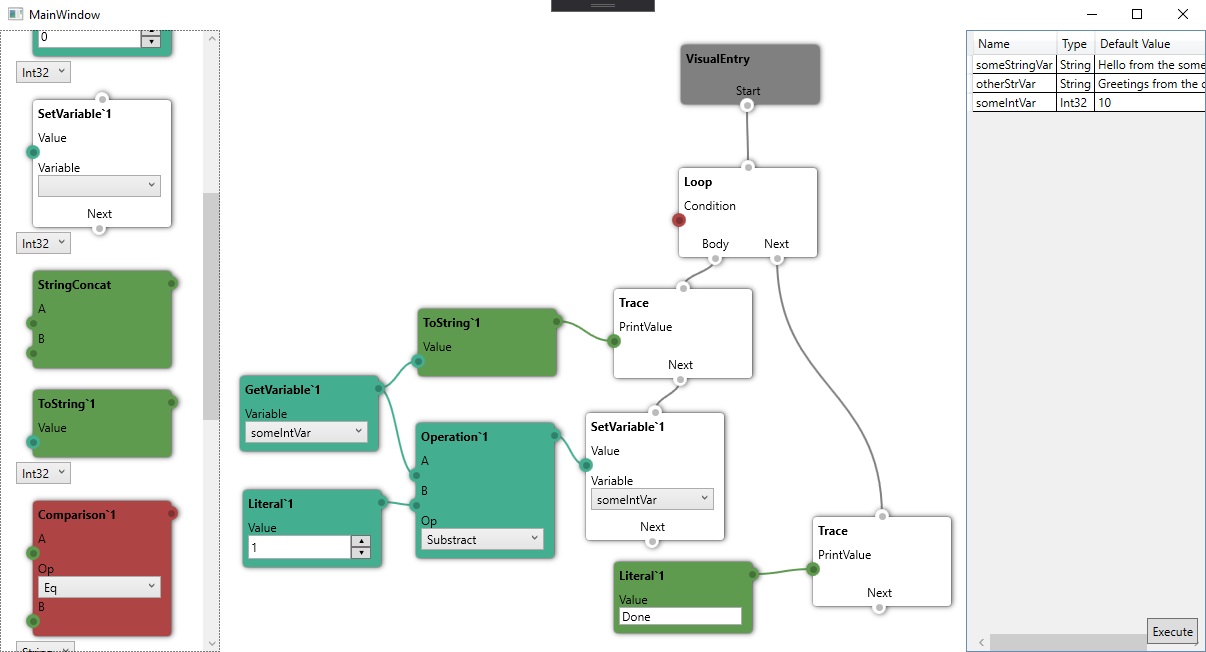 MainWindow
0
Int32
SetVariable`1
Value
Variable
Next
Int32
StringConcat
A
B
ToString`1
Value
Int32
Comparison`1
A
Op
Eq
B
VisualEntry
Start
Loop
Condition
Body Next
Trace
PrintValue
Next
ToString`1
Value
GetVariable`1
Variable
someIntVar
Operation`1
A
B
Op
Substract
Literal`1
Value
1
SetVariable`1
Value
Variable
someIntVar
Next
Literal`1
Value
Done
Trace
PrintValue
Next
Name Type Default Value
someStringVar String Hello from the some
otherStrVar String Greetings from the
someIntVar Int32 10
Execute